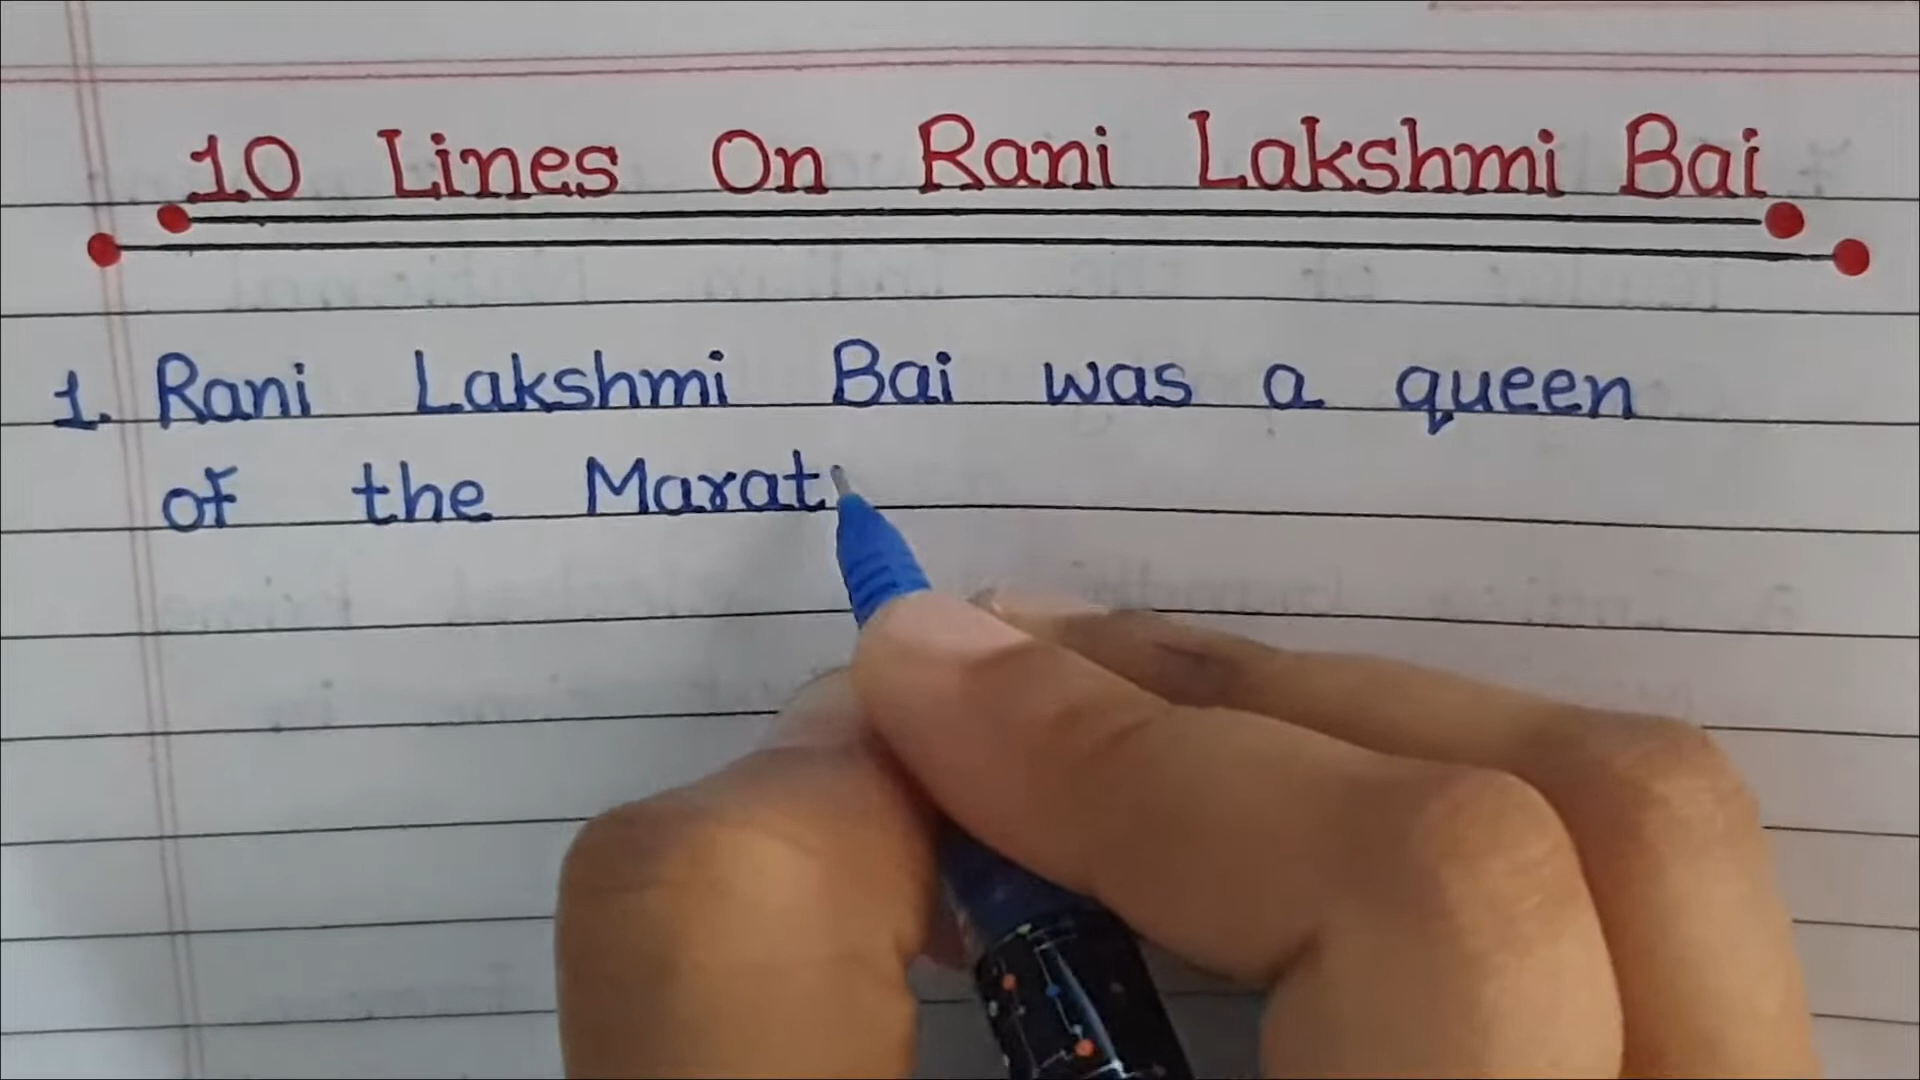 10 Lines On Rani Lakshmi Bai
1. Rani Lakshmi Bai was a queen
of the Marat